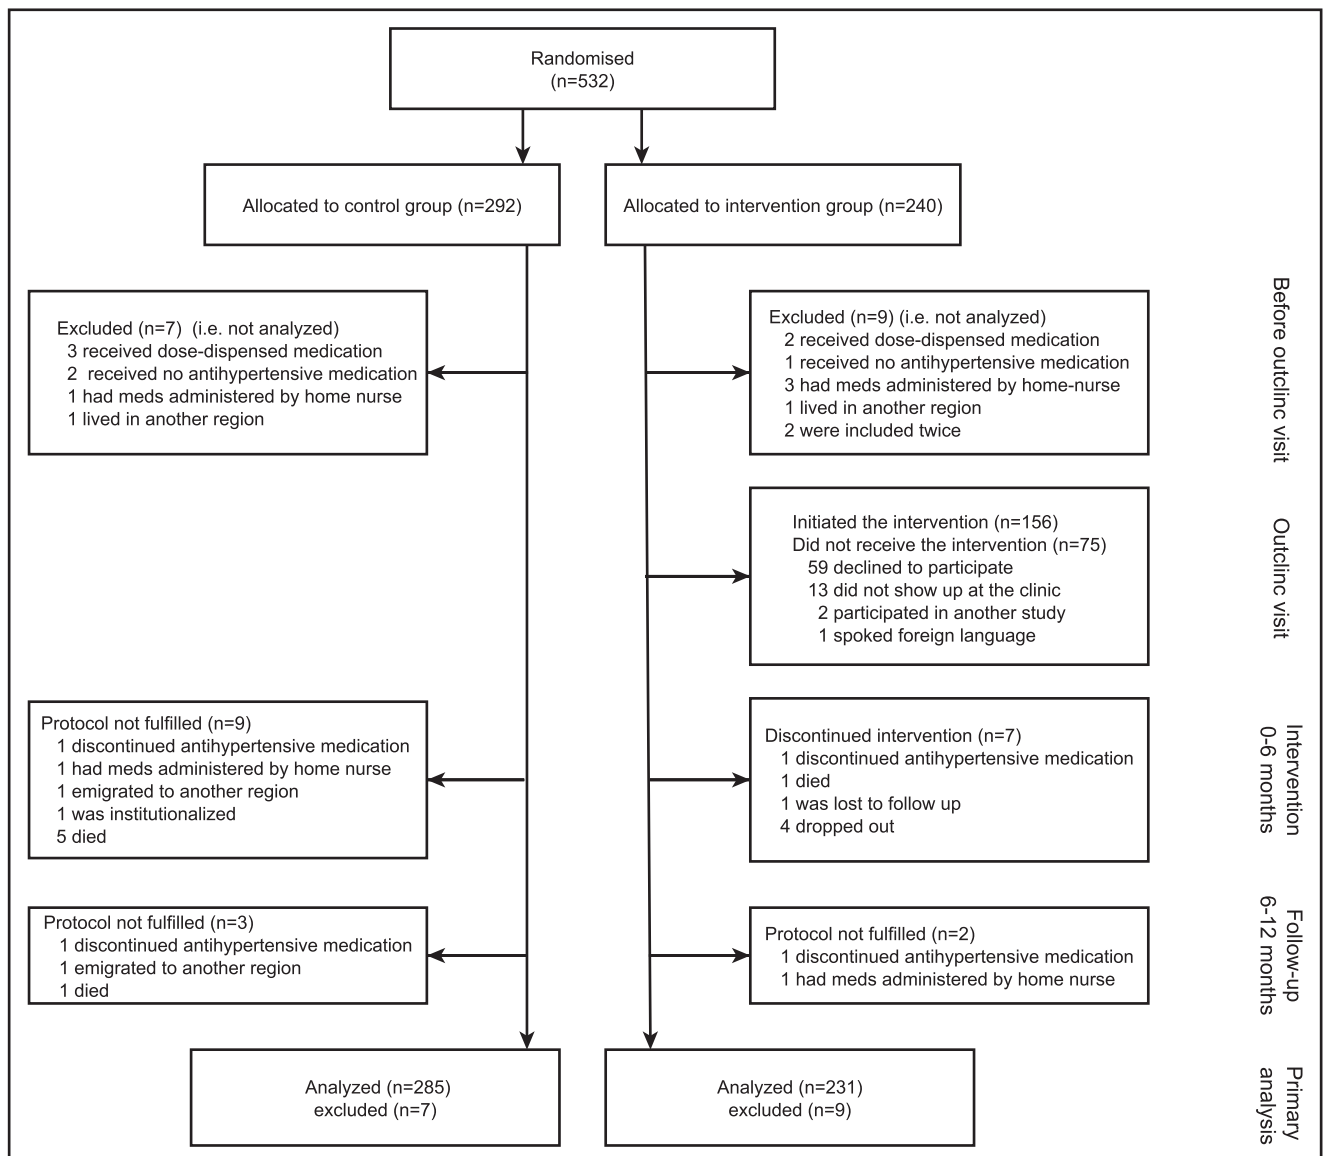 Randomised
(n=532)
Allocated to control group (n=292)
Allocated to intervention group (n=240)
Before outclinc visit
Excluded (n=7)  (i.e. not analyzed)
3 received dose-dispensed medication
2  received no antihypertensive medication
1 had meds administered by home nurse
1 lived in another region
Excluded (n=9) (i.e. not analyzed)
2 received dose-dispensed medication
1 received no antihypertensive medication
3 had meds administered by home-nurse
1 lived in another region
2 were included twice
Outclinc visit
Initiated the intervention (n=156)
Did not receive the intervention (n=75)
59 declined to participate
13 did not show up at the clinic
2 participated in another study
1 spoked foreign language
Intervention
0-6 months
Protocol not fulfilled (n=9)
1 discontinued antihypertensive medication
1 had meds administered by home nurse
1 emigrated to another region
1 was institutionalized
5 died
Discontinued intervention (n=7)
1 discontinued antihypertensive medication
1 died
1 was lost to follow up
4 dropped out
Follow-up
6-12 months
Protocol not fulfilled (n=3)
1 discontinued antihypertensive medication
1 emigrated to another region
1 died
Protocol not fulfilled (n=2)
1 discontinued antihypertensive medication
1 had meds administered by home nurse
Primary
analysis
Analyzed (n=285)
excluded (n=7)
Analyzed (n=231)
excluded (n=9)